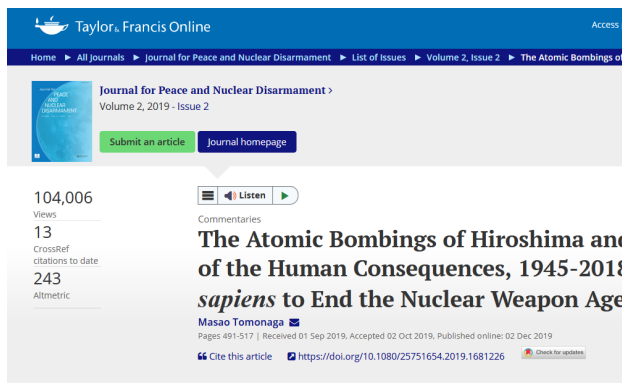 Taylor & Francis Online
Access
Home ▶ All Journals ▶ Journal for Peace and Nuclear Disarmament ▶ List of Issues ▶ Volume 2, Issue 2 ▶ The Atomic Bombings of
Journal for Peace and Nuclear Disarmament >
Volume 2, 2019 - Issue 2
Submit an article
Journal homepage
104,006
Views
13
CrossRef
citations to date
243
Altmetric
Listen
Commentaries
The Atomic Bombings of Hiroshima and
of the Human Consequences, 1945-2018
sapiens to End the Nuclear Weapon Age
Masao Tomonaga
Pages 491-517 | Received 01 Sep 2019, Accepted 02 Oct 2019, Published online: 02 Dec 2019
Cite this article
https://doi.org/10.1080/25751654.2019.1681226
Check for updates
PEACE
AND
NUCLEAR
DISARMAMENT